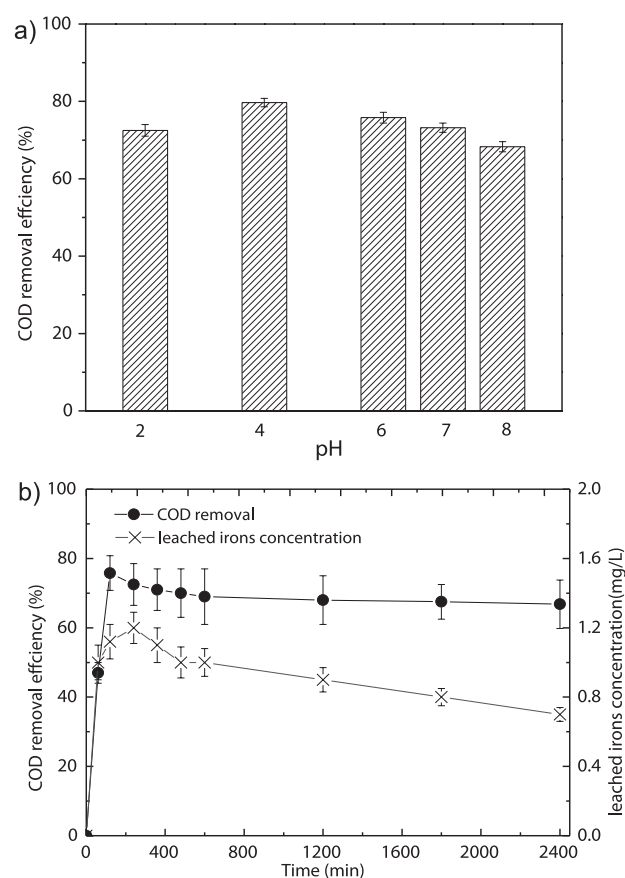 a)
100
80
60
40
20
0
COD removal effciency (%)
2 4 6 7 8
pH
b)
100
80
60
40
20
0
COD removal effciency (%)
COD removal
leached irons concentration
2.0
1.6
1.2
0.8
0.4
0.0
leached irons concentration(mg/L)
0 400 800 1200 1600 2000 2400
Time (min)